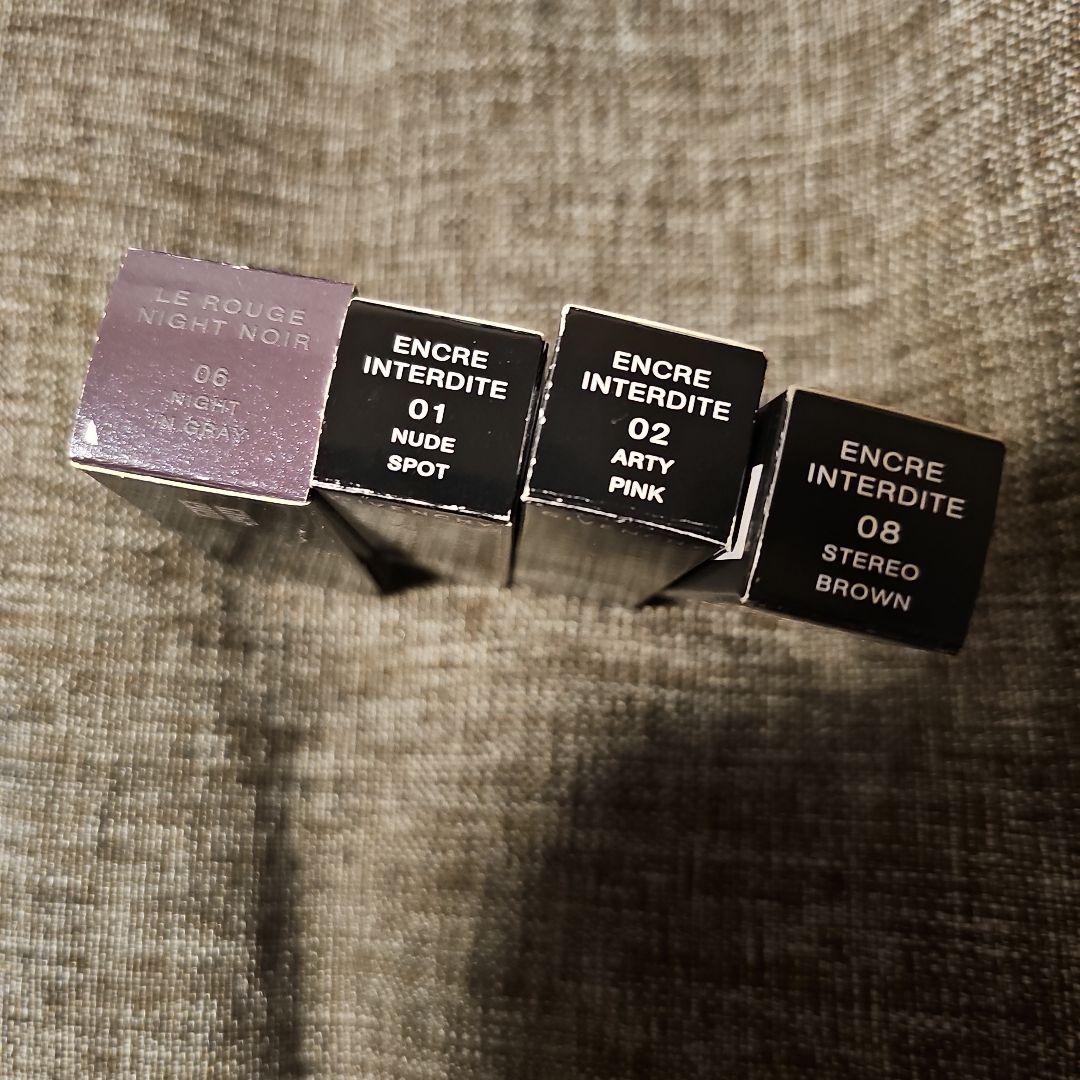 LE ROUGE
NIGHT NOIR
06
NIGHT
'N GRAY
ENCRE
INTERDITE
01
NUDE
SPOT
ENCRE
INTERDITE
02
ARTY
PINK
ENCRE
INTERDITE
08
STEREO
BROWN